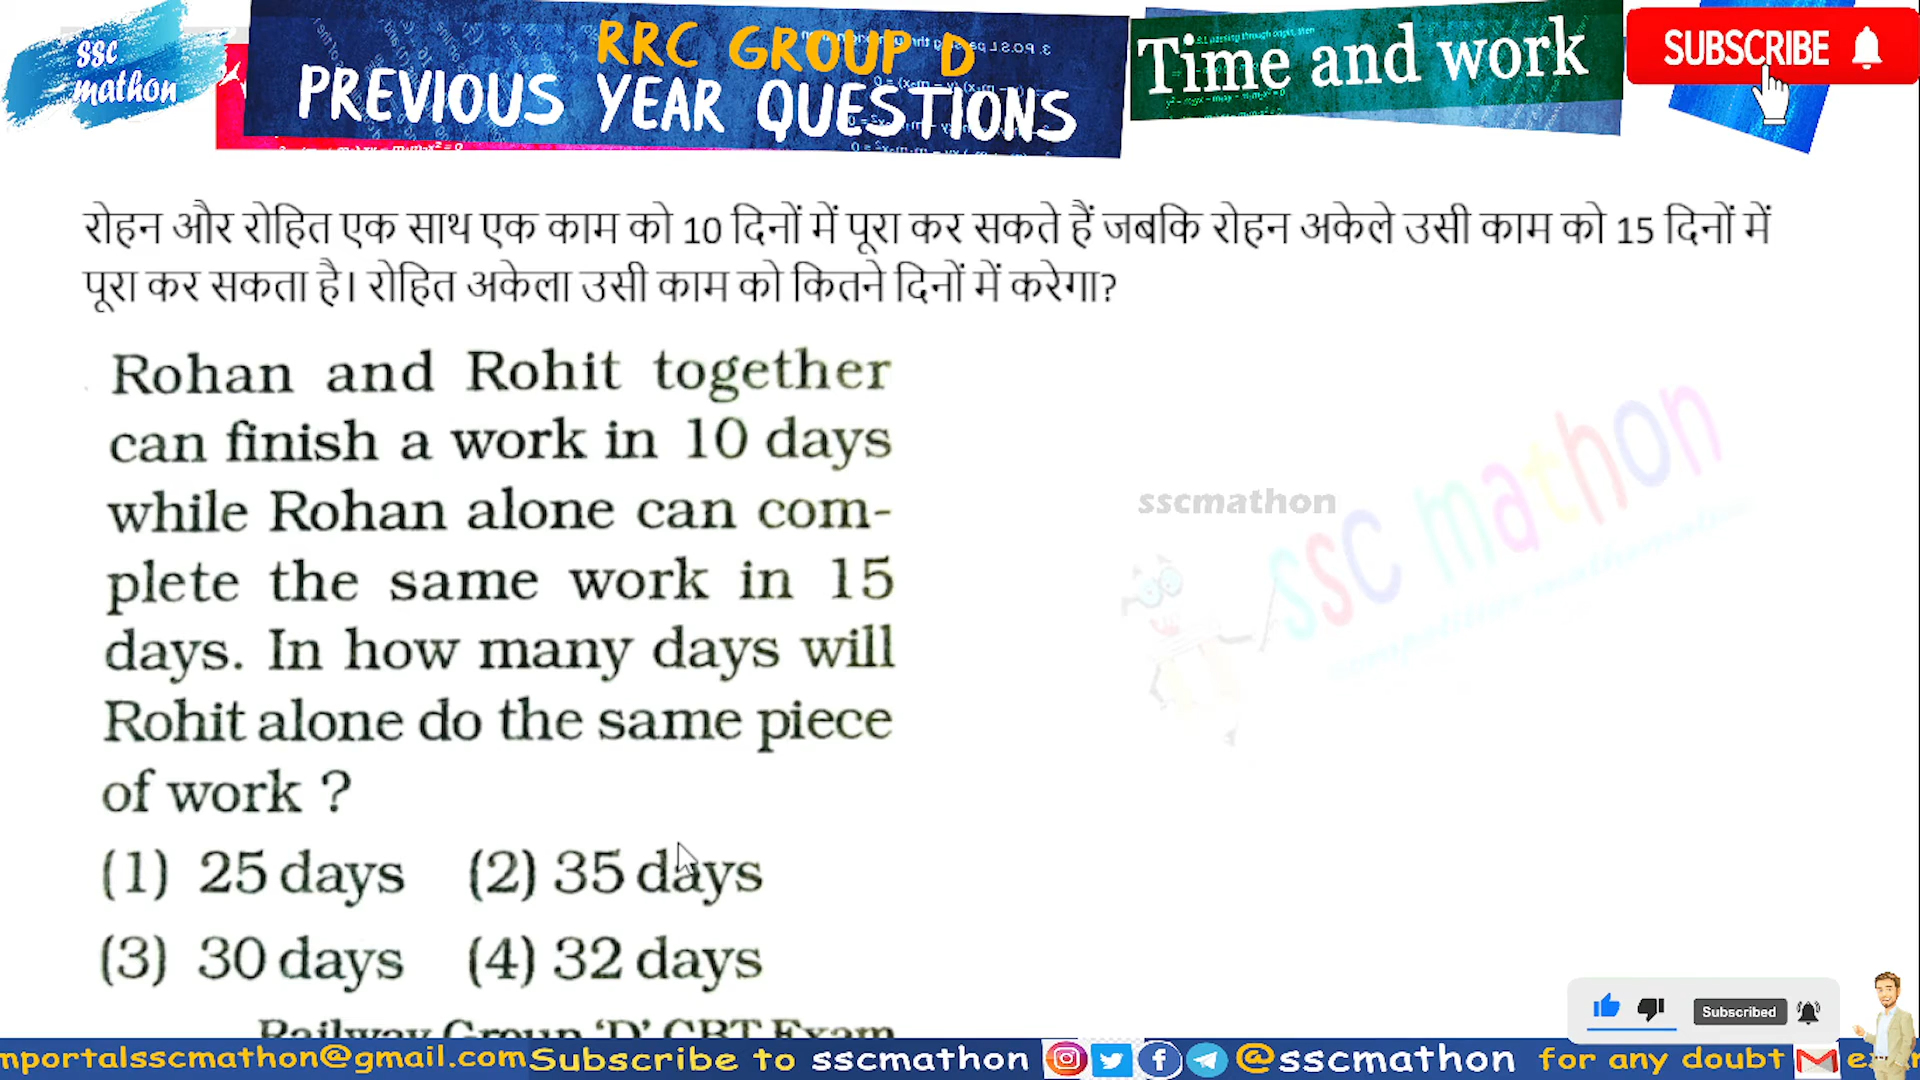 ssc
mathon
RRC GROUP D
PREVIOUS YEAR QUESTIONS
Time and work
SUBSCRIBE
रोहन और रोहित एक साथ एक काम को 10 दिनों में पूरा कर सकते हैं जबकि रोहन अकेले उसी काम को 15 दिनों में
पूरा कर सकता है। रोहित अकेला उसी काम को कितने दिनों में करेगा?
Rohan and Rohit together
can finish a work in 10 days
while Rohan alone can com-
plete the same work in 15
days. In how many days will
Rohit alone do the same piece
of work ?
(1) 25 days (2) 35 days
(3) 30 days (4) 32 days
Railway Group 'D' CBT Exam
sscmathon
ssc mathon
Subscribed
mportalsscmathon@gmail.com Subscribe to sscmathon @sscmathon for any doubt